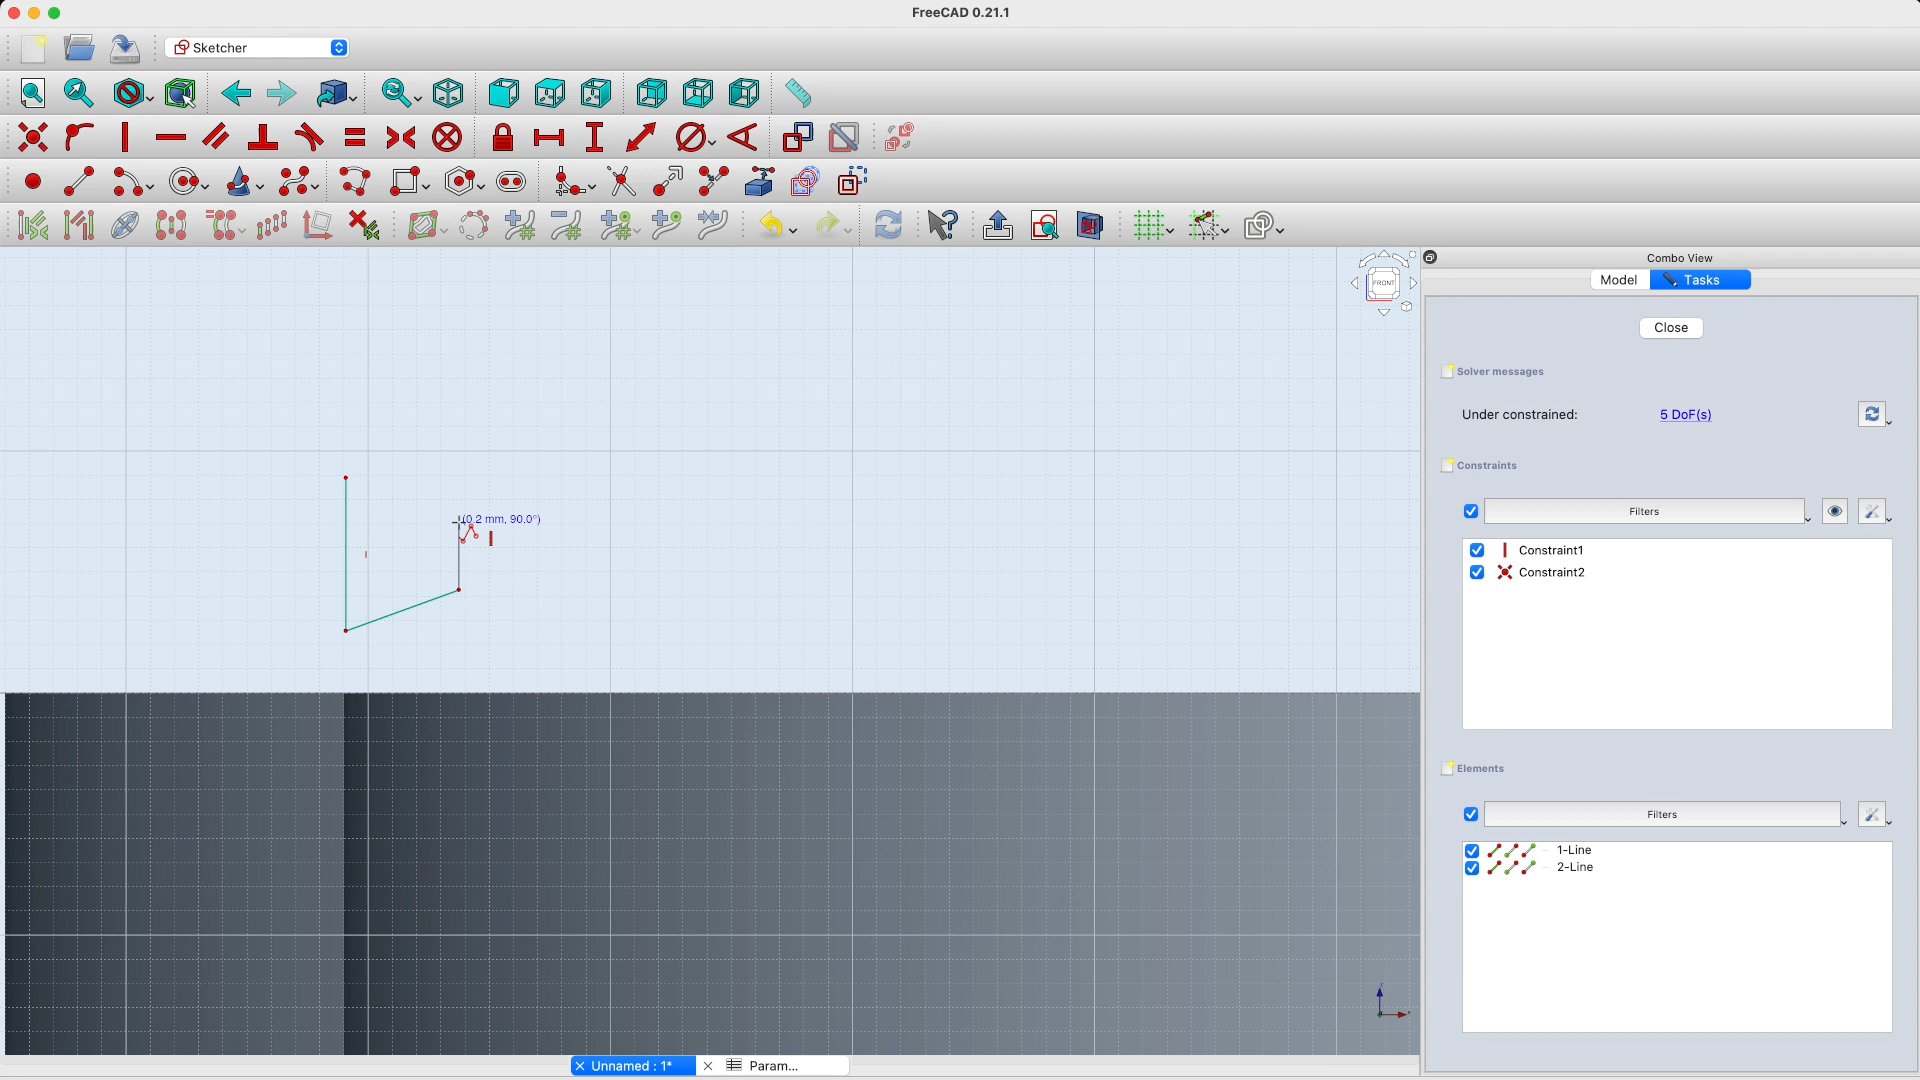 FreeCAD 0.21.1
Sketcher
FRONT
Combo View
Model
Tasks
Close
Solver messages
Under constrained:
5 DoF(s)
Constraints
Filters
(0.2 mm, 90.0°)
Constraint1
Constraint2
Elements
Filters
1-Line
2-Line
Unnamed : 1*
Param...